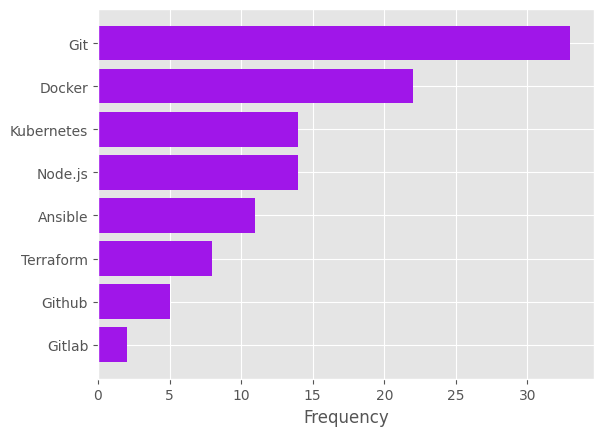 Git
Docker
Kubernetes
Node.js
Ansible
Terraform
Github
Gitlab
0 5 10 15 20 25 30
Frequency